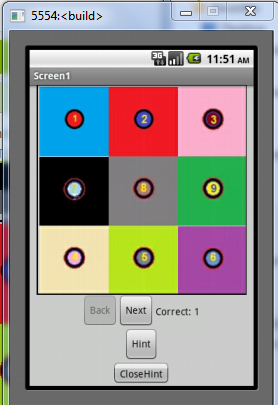 5554:<build>
3G 11:51 AM
Screen1
1 2 3
8 9
5 6
Back Next Correct: 1
Hint
CloseHint